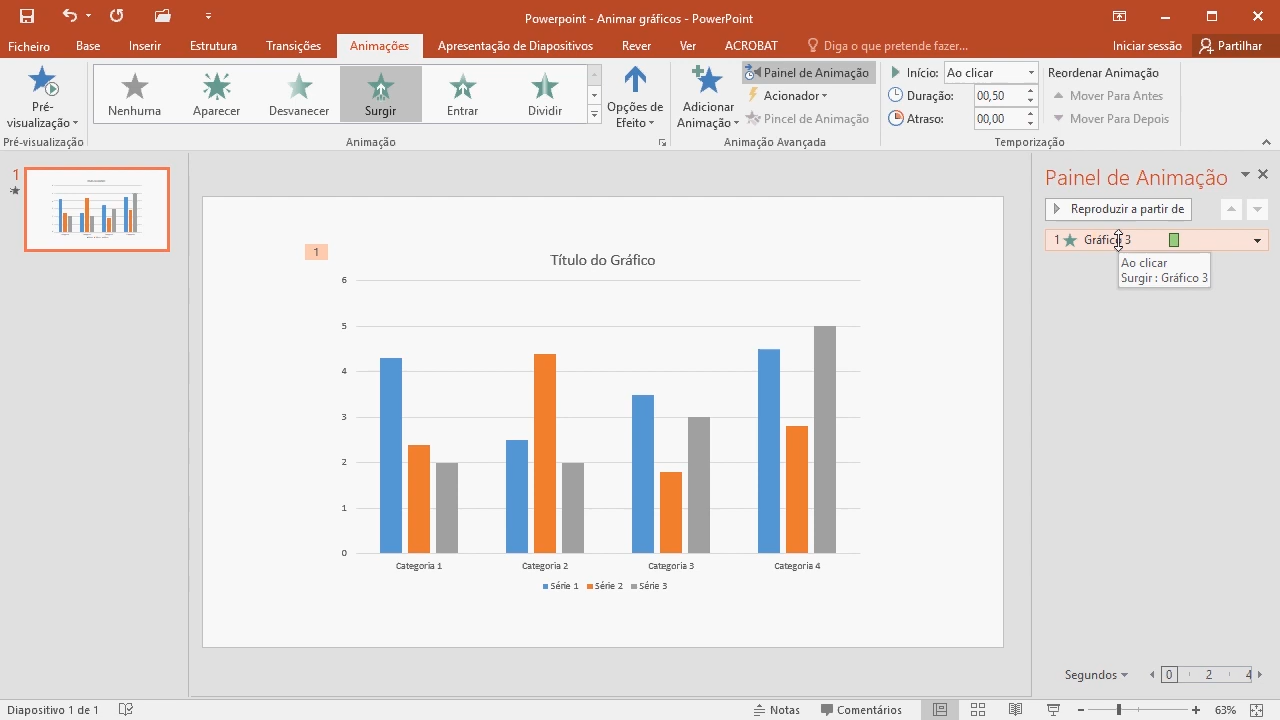 Powerpoint - Animar gráficos - PowerPoint
Ficheiro Base Inserir Estrutura Transições Animações Apresentação de Diapositivos Rever Ver ACROBAT Diga o que pretende fazer... Iniciar sessão Partilhar
Pré-
visualização
Pré-visualização
Nenhuma Aparecer Desvanecer Surgir Entrar Dividir
Animação
Opções de
Efeito
Adicionar
Animação
Painel de Animação
Acionador
Pincel de Animação
Animação Avançada
Início: Ao clicar
Duração: 00,50
Atraso: 00,00
Reordenar Animação
Mover Para Antes
Mover Para Depois
Temporização
1
1
Título do Gráfico
6
5
4
3
2
1
0
Categoria 1 Categoria 2 Categoria 3 Categoria 4
Série 1 Série 2 Série 3
Painel de Animação
Reproduzir a partir de
1 Gráfico 3
Ao clicar
Surgir : Gráfico 3
Segundos 0 2 4
Diapositivo 1 de 1 Notas Comentários 63%